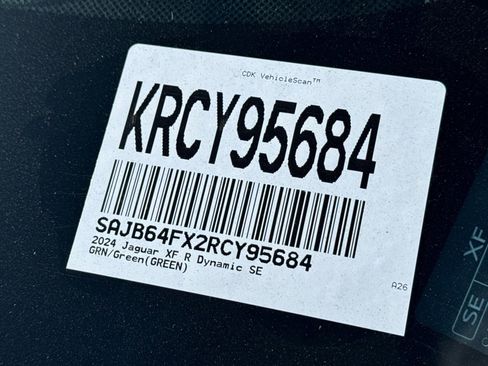 CDK VehicleScan™
KRCY95684
SAJB64FX2RCY95684
2024 Jaguar XF R Dynamic SE
GRN/Green(GREEN)
A26
XF
SE